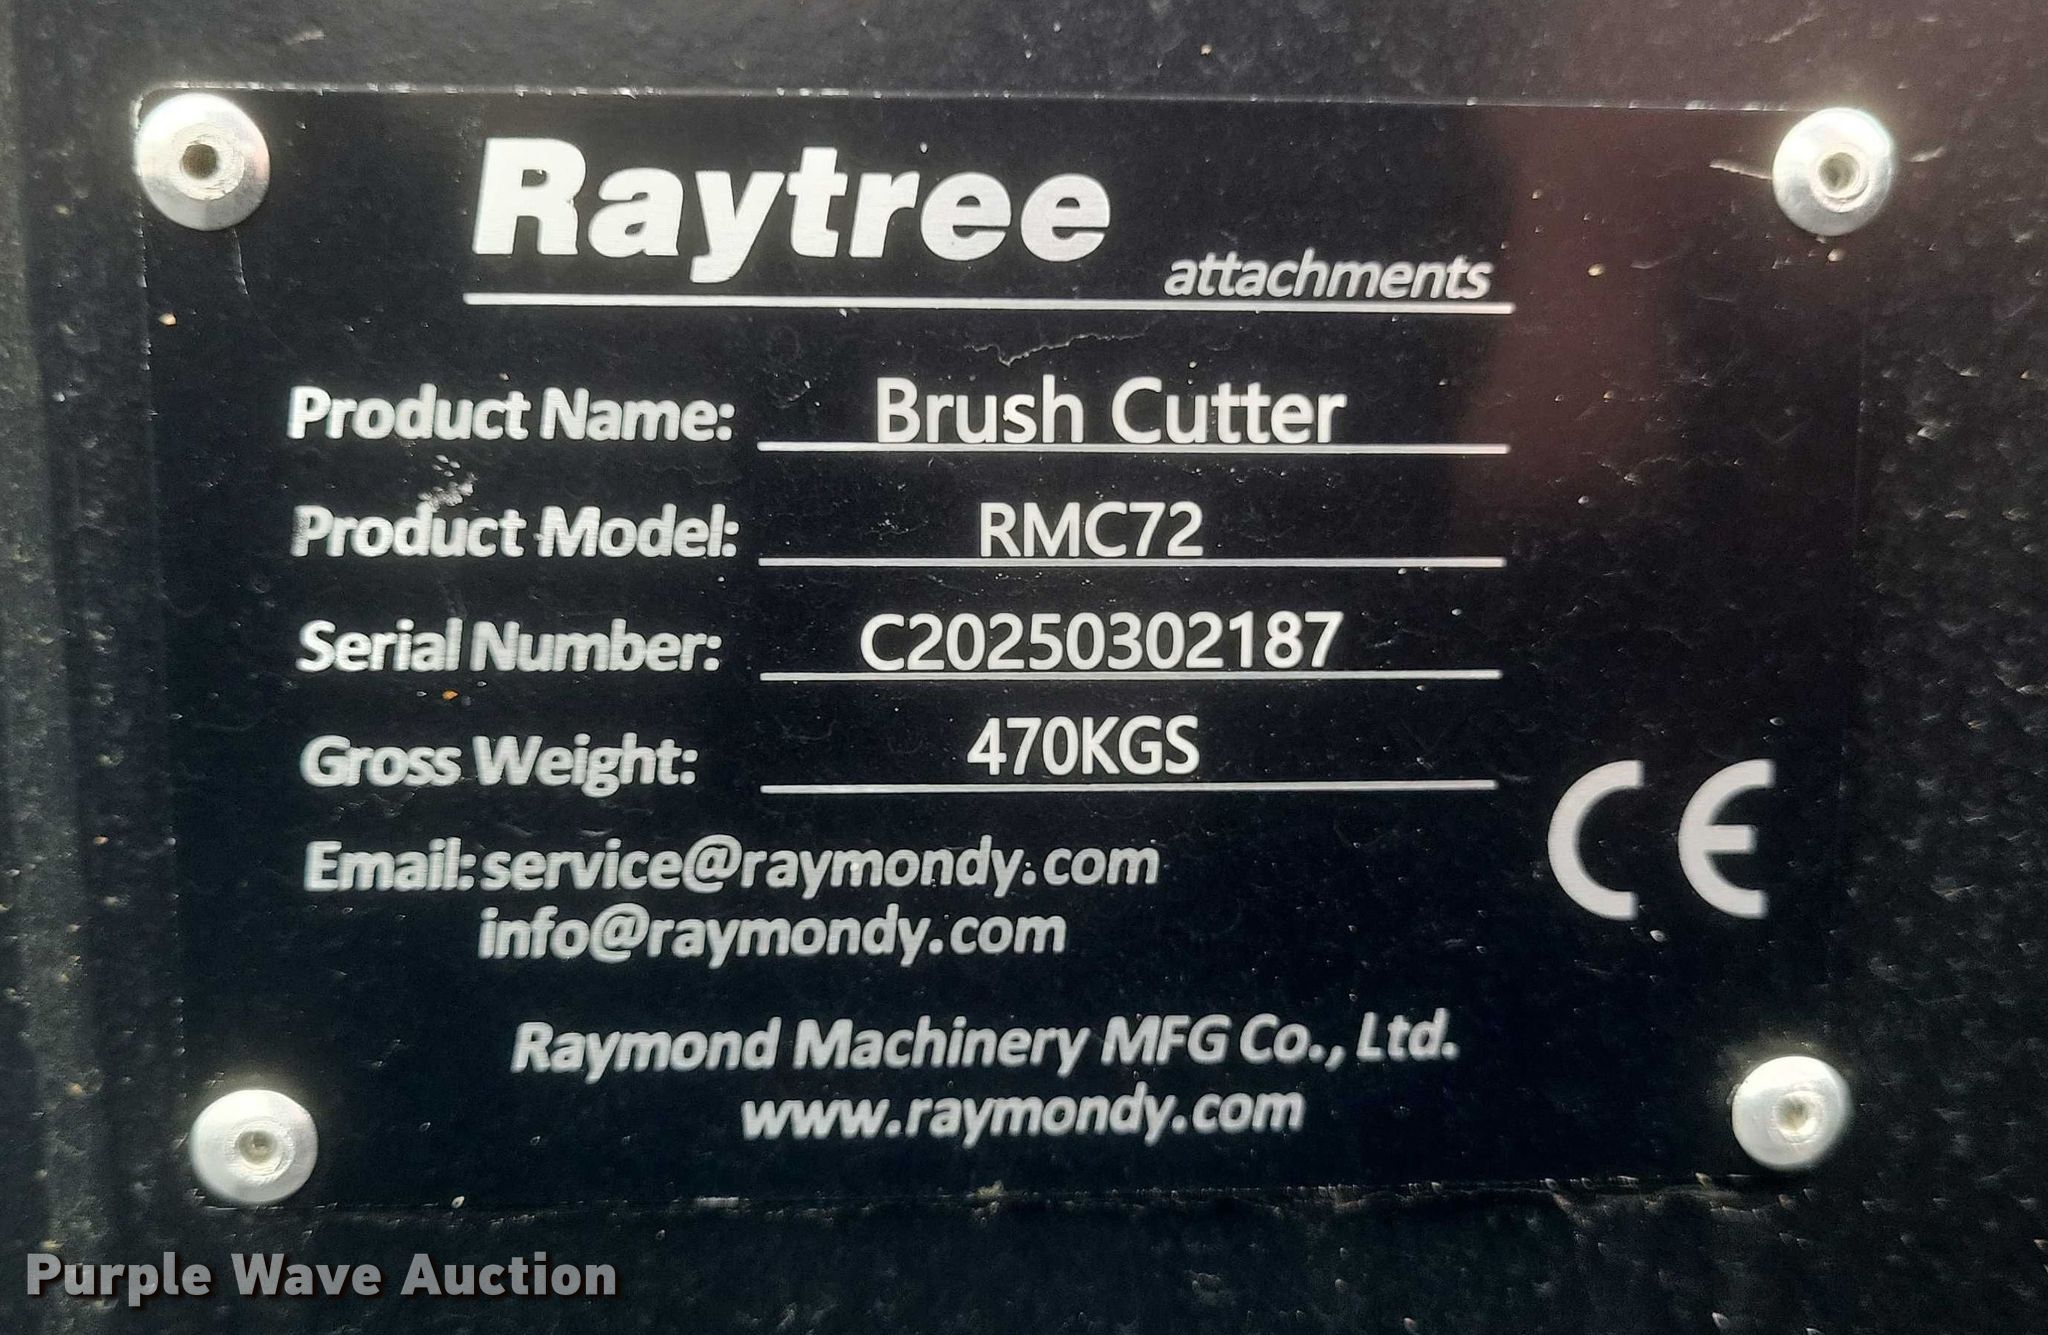 Raytree
attachments
Product Name: Brush Cutter
Product Model: RMC72
Serial Number: C20250302187
Gross Weight: 470KGS
Email: service@raymondy.com
info@raymondy.com
CE
Raymond Machinery MFG Co., Ltd.
www.raymondy.com
Purple Wave Auction